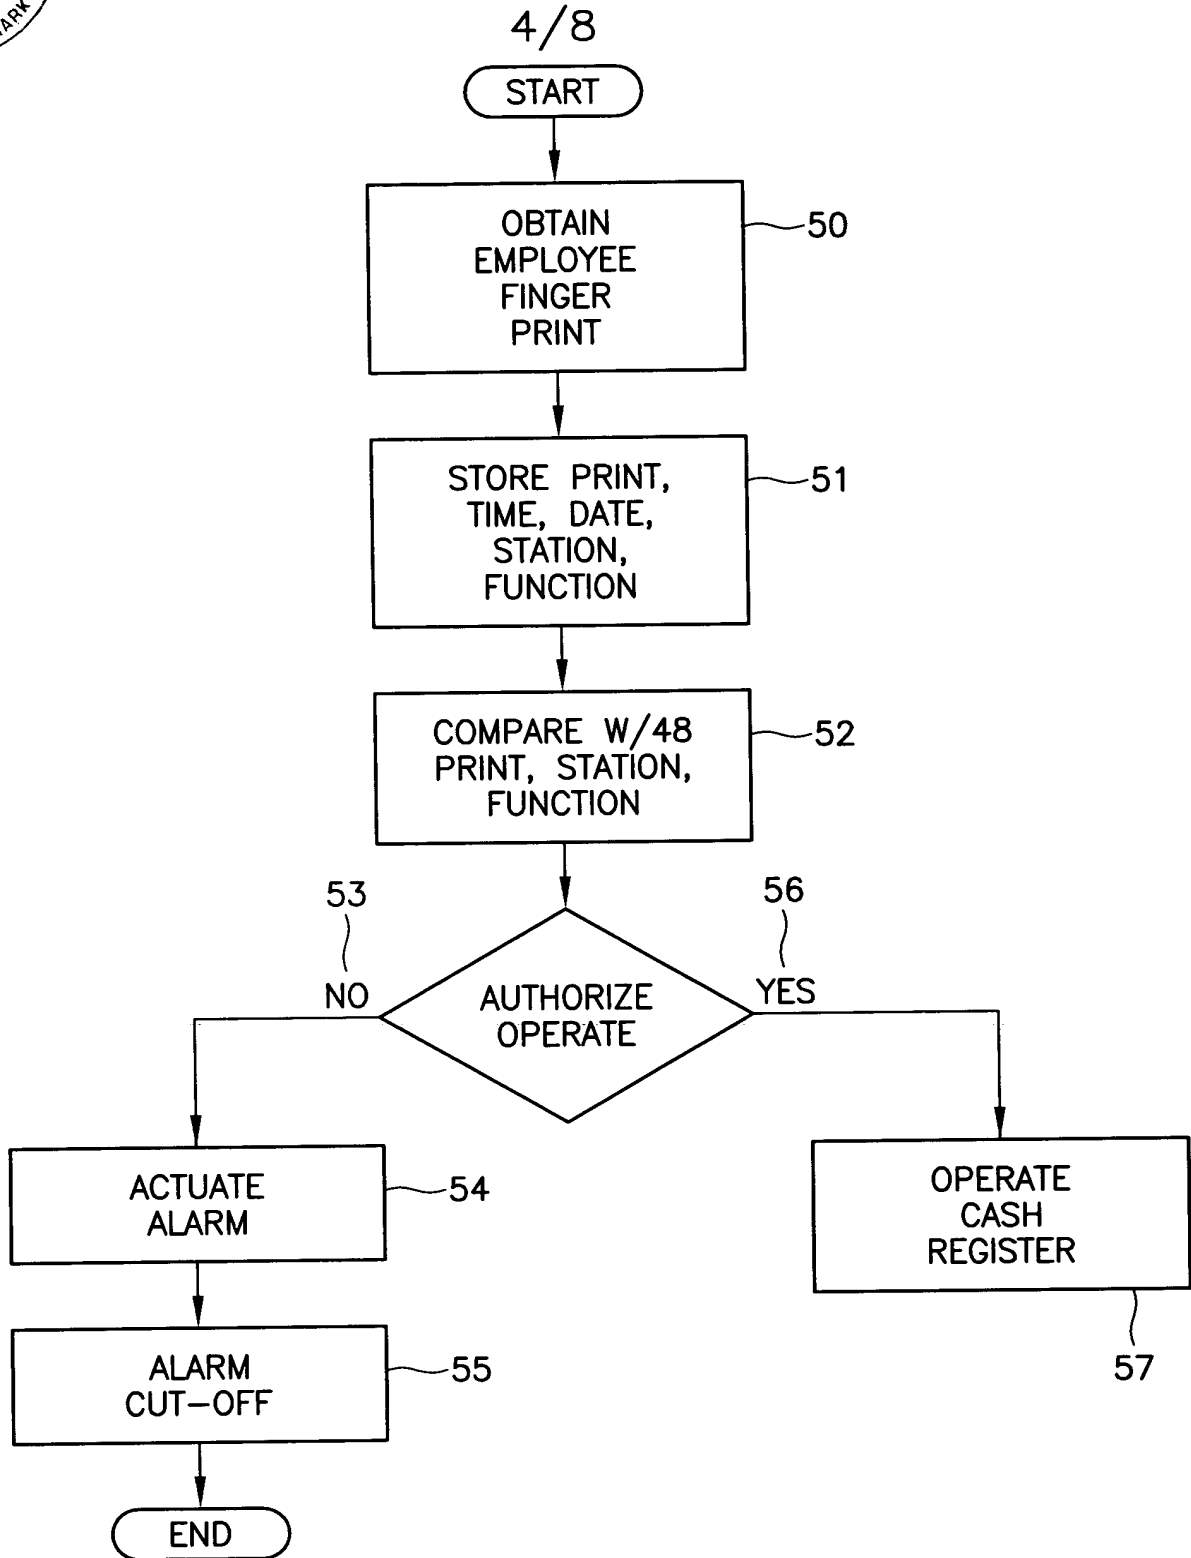 4/8
START
OBTAIN
EMPLOYEE
FINGER
PRINT
50
STORE PRINT,
TIME, DATE,
STATION,
FUNCTION
51
COMPARE W/48
PRINT, STATION,
FUNCTION
52
53
56
NO
YES
AUTHORIZE
OPERATE
ACTUATE
ALARM
54
OPERATE
CASH
REGISTER
57
ALARM
CUT-OFF
55
END